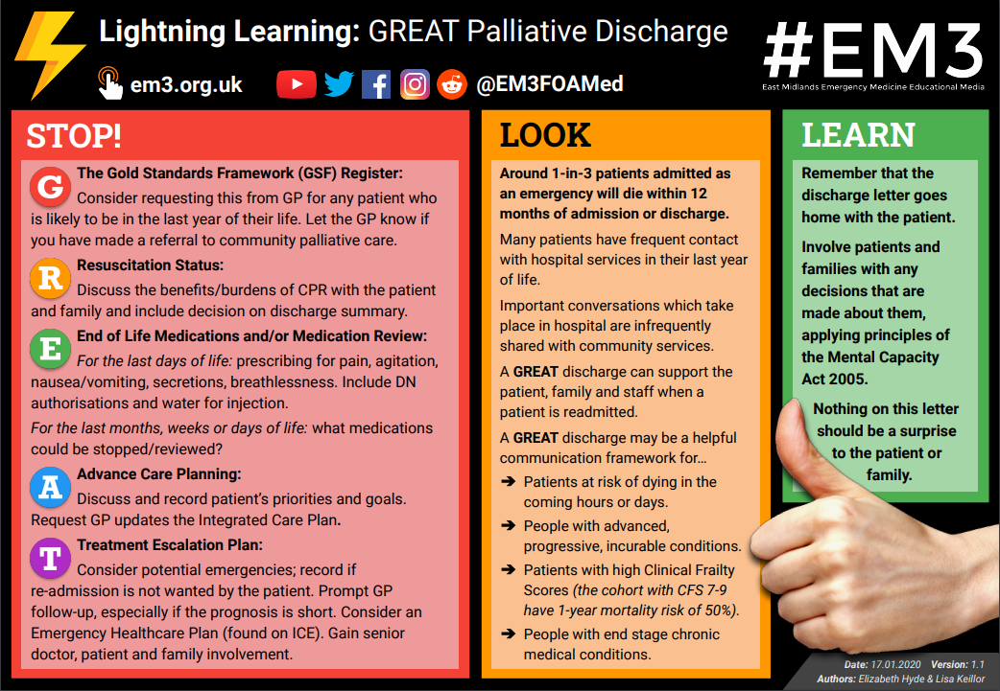 Lightning Learning: GREAT Palliative Discharge
em3.org.uk
@EM3FOAMed
#EM3
East Midlands Emergency Medicine Educational Media
STOP!
G
The Gold Standards Framework (GSF) Register:
Consider requesting this from GP for any patient who
is likely to be in the last year of their life. Let the GP know if
you have made a referral to community palliative care.
R
Resuscitation Status:
Discuss the benefits/burdens of CPR with the patient
and family and include decision on discharge summary.
E
End of Life Medications and/or Medication Review:
For the last days of life: prescribing for pain, agitation,
nausea/vomiting, secretions, breathlessness. Include DN
authorisations and water for injection.
For the last months, weeks or days of life: what medications
could be stopped/reviewed?
A
Advance Care Planning:
Discuss and record patient's priorities and goals.
Request GP updates the Integrated Care Plan.
T
Treatment Escalation Plan:
Consider potential emergencies; record if
re-admission is not wanted by the patient. Prompt GP
follow-up, especially if the prognosis is short. Consider an
Emergency Healthcare Plan (found on ICE). Gain senior
doctor, patient and family involvement.
LOOK
Around 1-in-3 patients admitted as
an emergency will die within 12
months of admission or discharge.
Many patients have frequent contact
with hospital services in their last year
of life.
Important conversations which take
place in hospital are infrequently
shared with community services.
A GREAT discharge can support the
patient, family and staff when a
patient is readmitted.
A GREAT discharge may be a helpful
communication framework for…
➔ Patients at risk of dying in the
coming hours or days.
➔ People with advanced,
progressive, incurable conditions.
➔ Patients with high Clinical Frailty
Scores (the cohort with CFS 7-9
have 1-year mortality risk of 50%).
➔ People with end stage chronic
medical conditions.
LEARN
Remember that the
discharge letter goes
home with the patient.
Involve patients and
families with any
decisions that are
made about them,
applying principles of
the Mental Capacity
Act 2005.
Nothing on this letter
should be a surprise
to the patient or
family.
Date: 17.01.2020 Version: 1.1
Authors: Elizabeth Hyde & Lisa Keillor